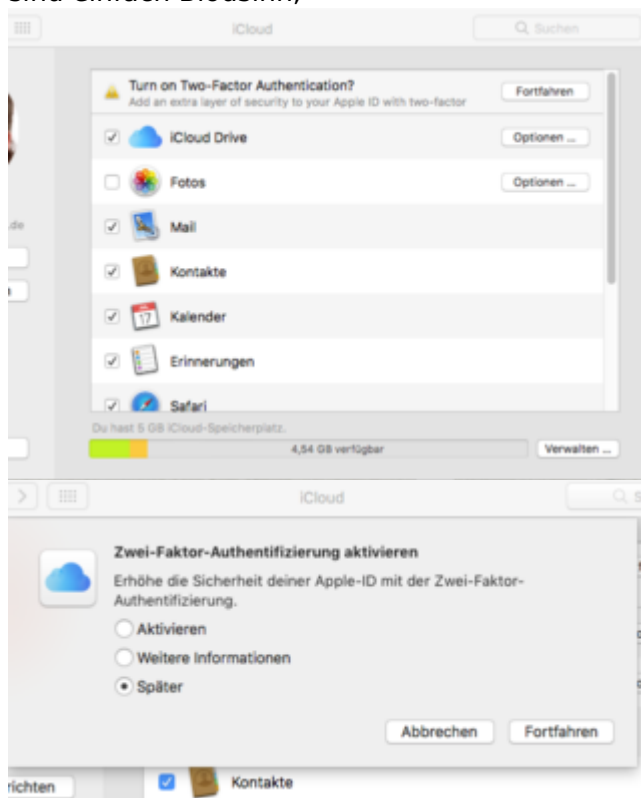 iCloud
Suchen
Turn on Two-Factor Authentication?
Add an extra layer of security to your Apple ID with two-factor
Fortfahren
iCloud Drive
Optionen ...
Fotos
Optionen ...
.de
Mail
Kontakte
17
Kalender
Erinnerungen
Safari
Du hast 5 GB iCloud-Speicherplatz.
4,54 GB verfügbar
Verwalten ...
iCloud
Zwei-Faktor-Authentifizierung aktivieren
Erhöhe die Sicherheit deiner Apple-ID mit der Zwei-Faktor-
Authentifizierung.
Aktivieren
Weitere Informationen
Später
Abbrechen
Fortfahren
richten
Kontakte